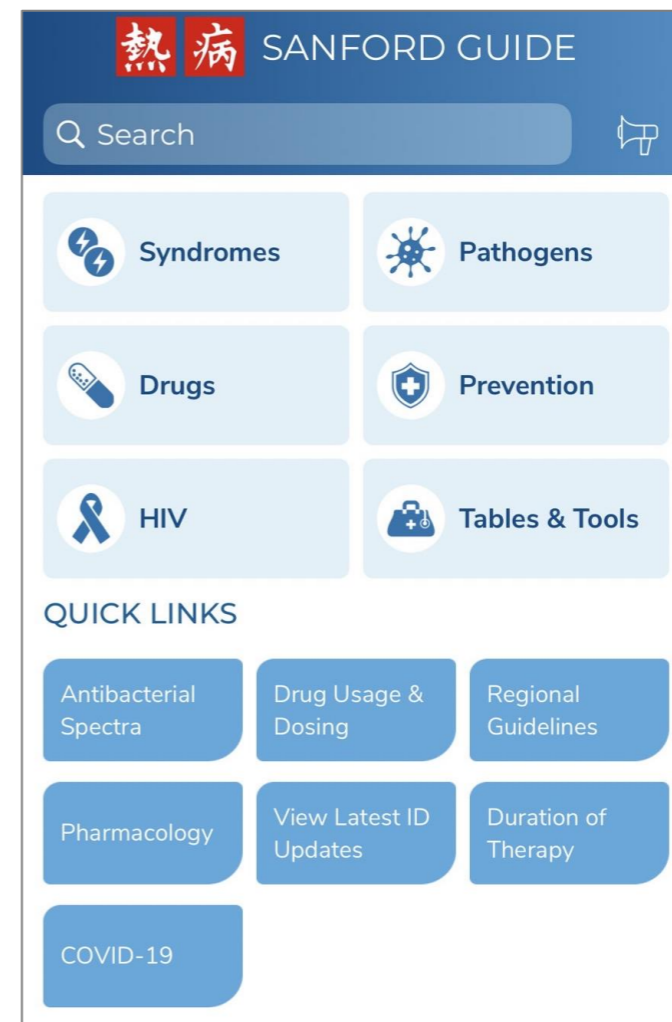 熱病 SANFORD GUIDE
Search
Syndromes
Pathogens
Drugs
Prevention
HIV
Tables & Tools
QUICK LINKS
Antibacterial
Spectra
Drug Usage &
Dosing
Regional
Guidelines
Pharmacology
View Latest ID
Updates
Duration of
Therapy
COVID-19